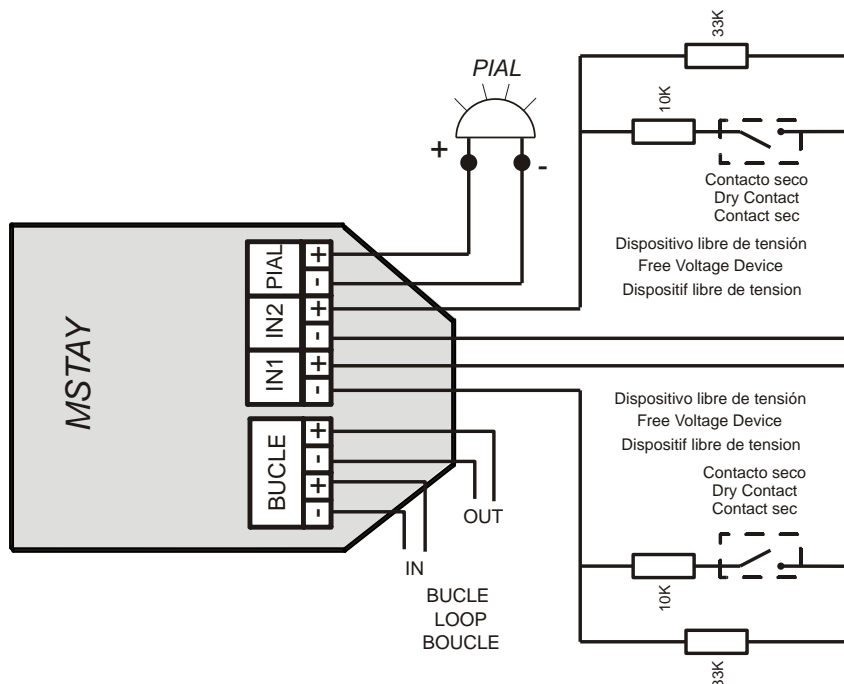 33K
PIAL
10K
+
-
Contacto seco
Dry Contact
Contact sec
Dispositivo libre de tensión
Free Voltage Device
Dispositif libre de tension
MSTAY
PIAL
+
-
IN2
+
-
IN1
+
-
BUCLE
+
-
+
-
OUT
IN
BUCLE
LOOP
BOUCLE
Dispositivo libre de tensión
Free Voltage Device
Dispositif libre de tension
Contacto seco
Dry Contact
Contact sec
10K
33K